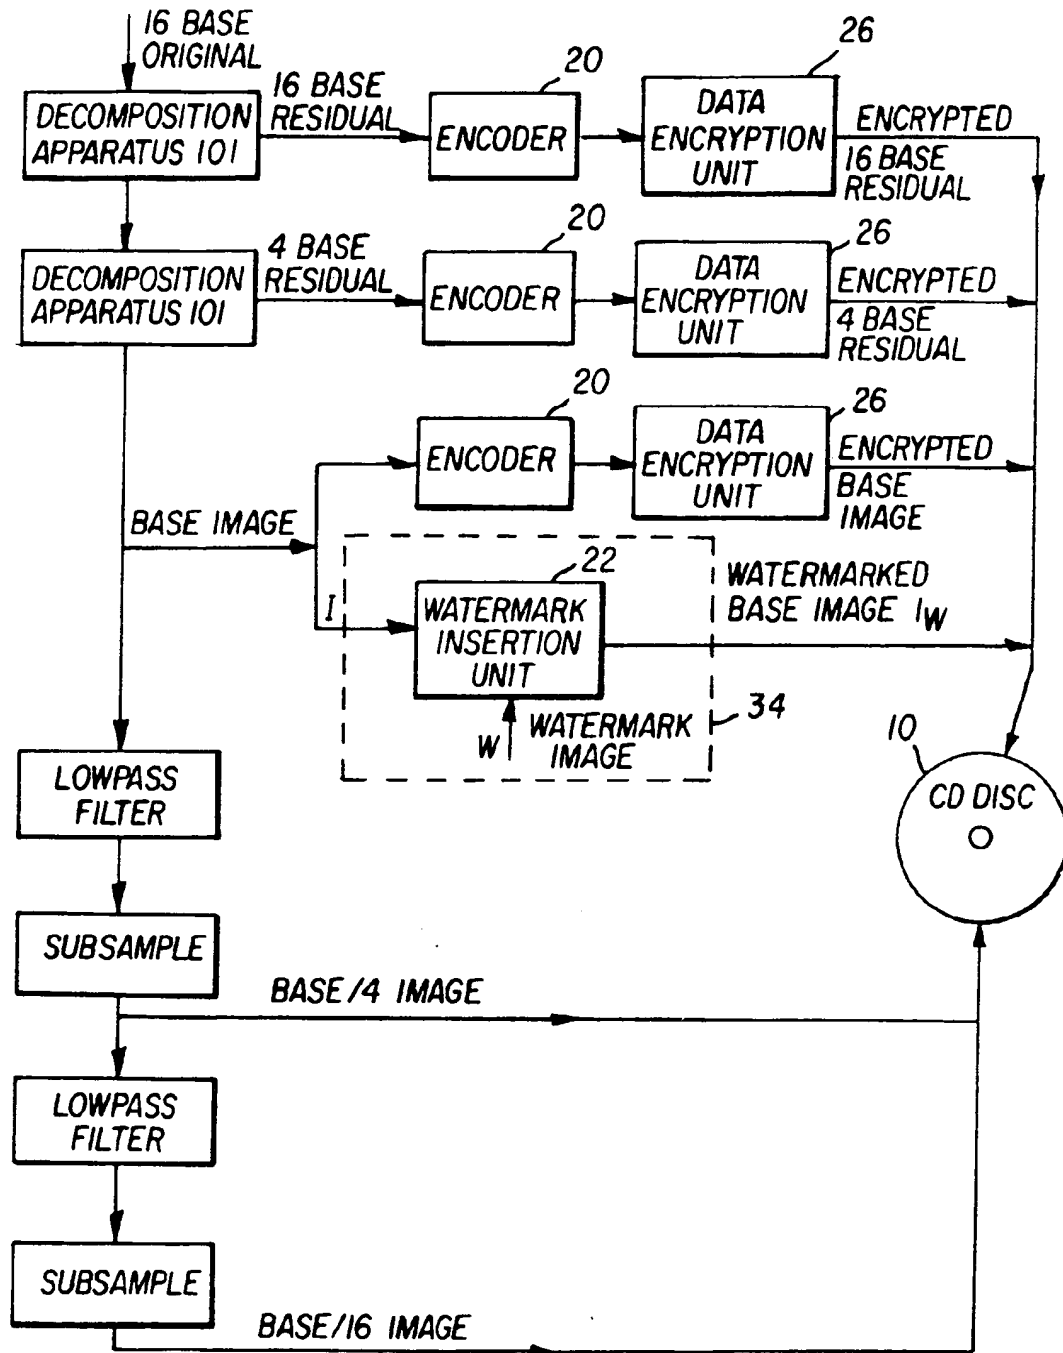 16 BASE
ORIGINAL
DECOMPOSITION
APPARATUS 101
16 BASE
RESIDUAL
20
ENCODER
26
DATA
ENCRYPTION
UNIT
ENCRYPTED
16 BASE
RESIDUAL
DECOMPOSITION
APPARATUS 101
4 BASE
RESIDUAL
20
ENCODER
26
DATA
ENCRYPTION
UNIT
ENCRYPTED
4 BASE
RESIDUAL
20
ENCODER
26
DATA
ENCRYPTION
UNIT
ENCRYPTED
BASE
IMAGE
BASE IMAGE
I
22
WATERMARK
INSERTION
UNIT
W
WATERMARK
IMAGE
34
WATERMARKED
BASE IMAGE IW
10
CD DISC
LOWPASS
FILTER
SUBSAMPLE
BASE/4 IMAGE
LOWPASS
FILTER
SUBSAMPLE
BASE/16 IMAGE